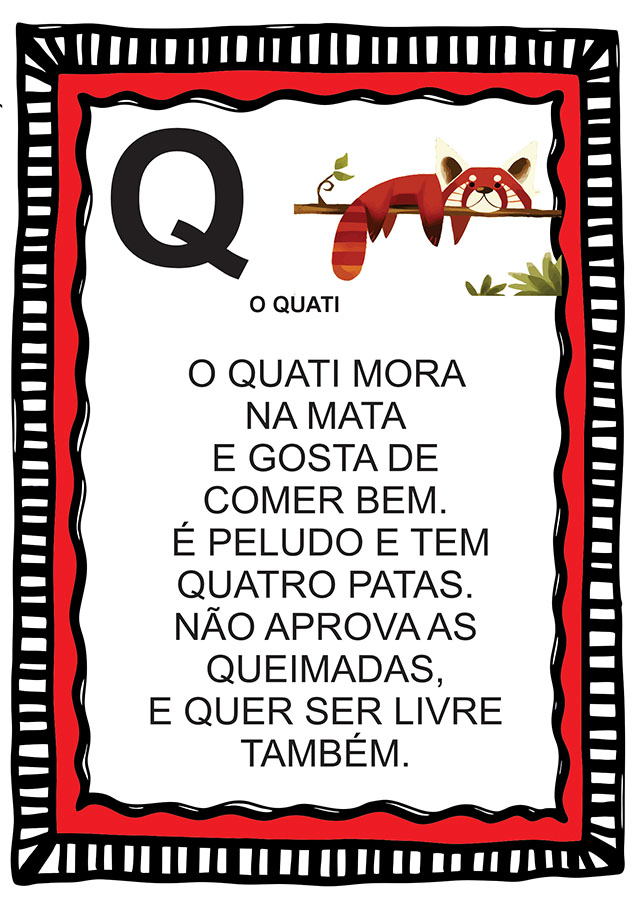 Q
O QUATI
O QUATI MORA
NA MATA
E GOSTA DE
COMER BEM.
É PELUDO E TEM
QUATRO PATAS.
NÃO APROVA AS
QUEIMADAS,
E QUER SER LIVRE
TAMBÉM.